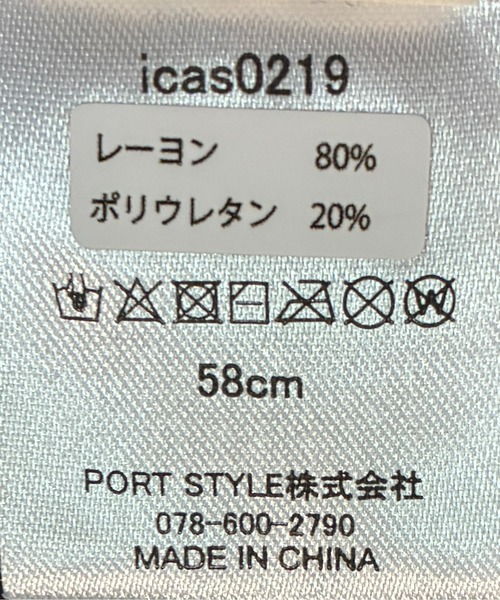 icas0219
レーヨン 80%
ポリウレタン 20%
58cm
PORT STYLE株式会社
078-600-2790
MADE IN CHINA